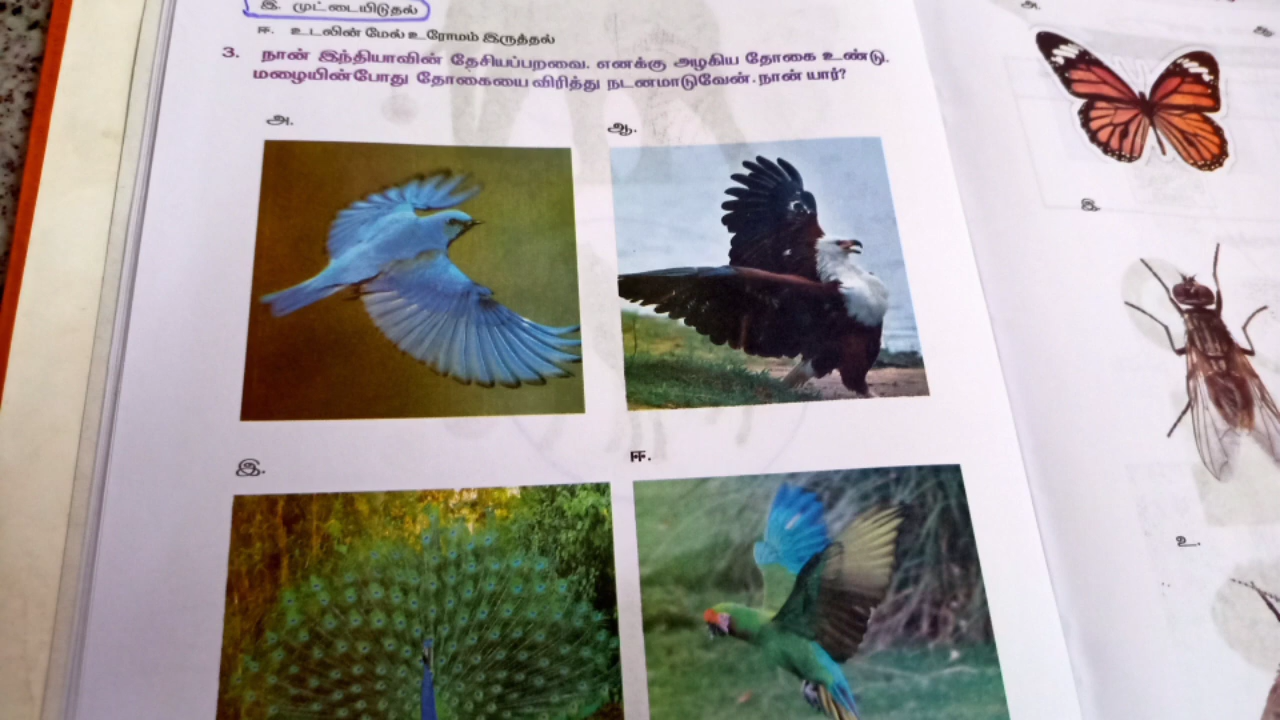 இ. முட்டையிடுதல்
ஈ. உடலின் மேல் உரோமம் இருத்தல்
3. நான் இந்தியாவின் தேசியப்பறவை. எனக்கு அழகிய தோகை உண்டு.
மழையின்போது தோகையை விரித்து நடனமாடுவேன். நான் யார்?
அ.
ஆ.
இ.
ஈ.
அ.
இ.
உ.